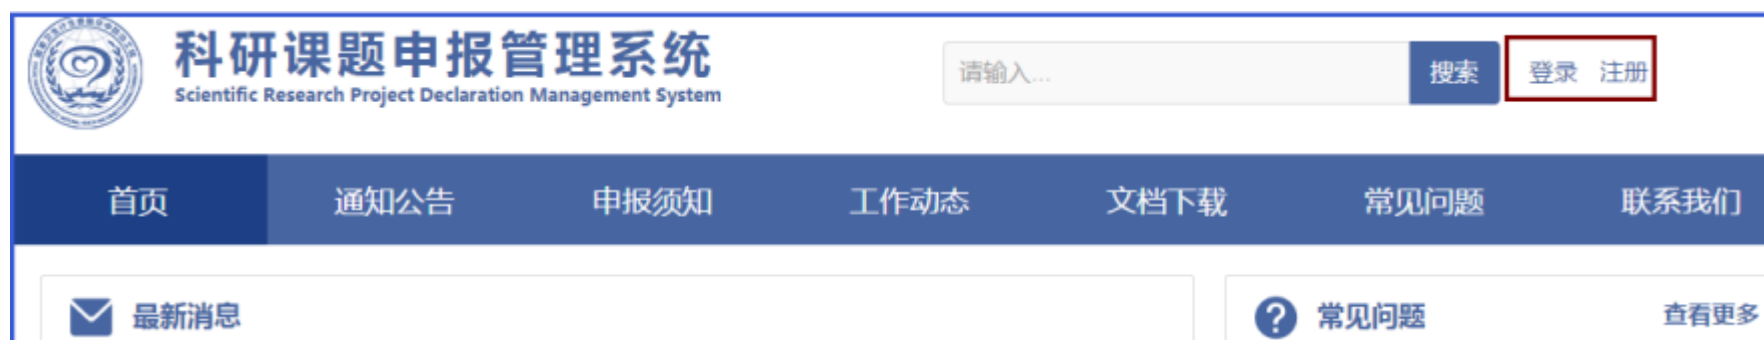 科研课题申报管理系统
Scientific Research Project Declaration Management System
请输入...
搜索
登录 注册
首页 通知公告 申报须知 工作动态 文档下载 常见问题 联系我们
最新消息
常见问题 查看更多